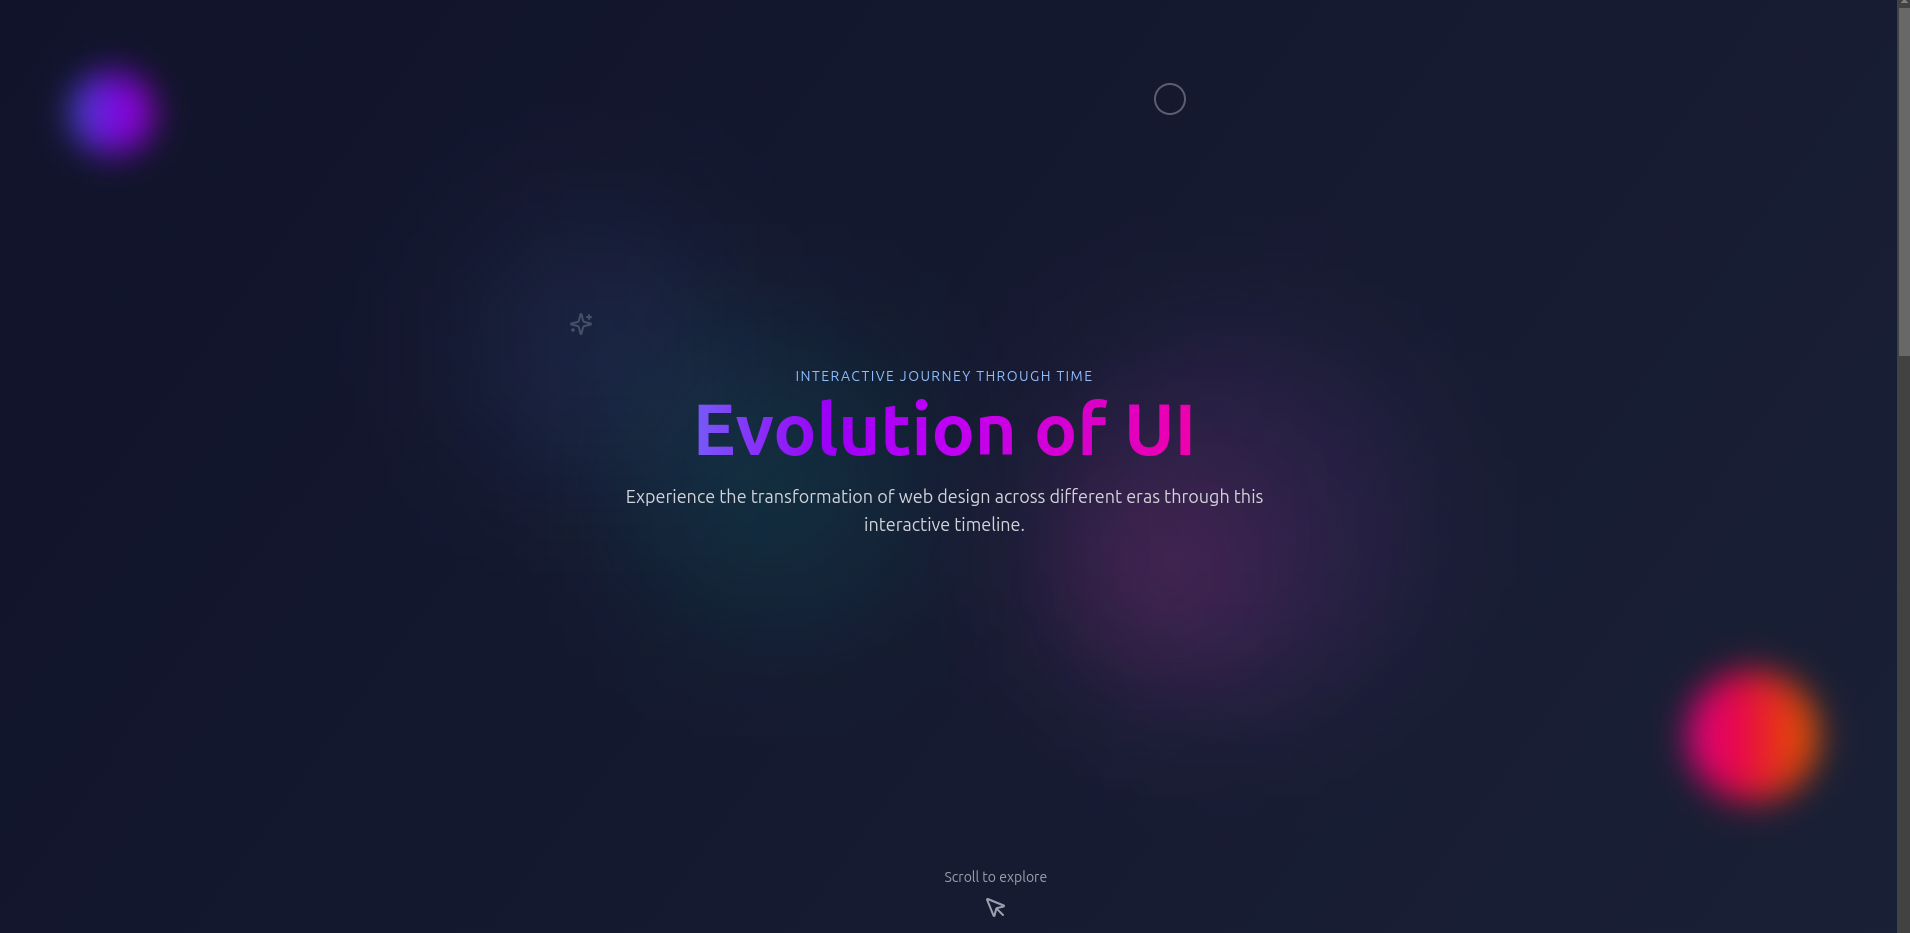 INTERACTIVE JOURNEY THROUGH TIME
Evolution of UI
Experience the transformation of web design across different eras through this
interactive timeline.
Scroll to explore